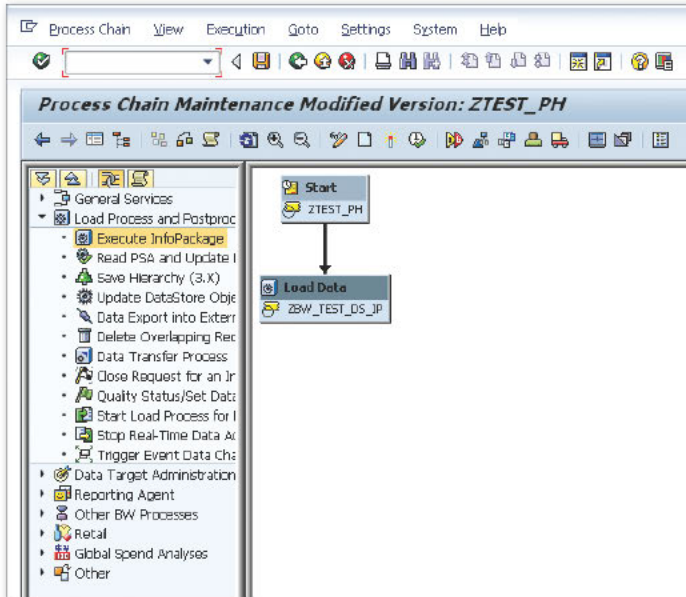 Process Chain View Execution Goto Settings System Help
Process Chain Maintenance Modified Version: ZTEST_PH
General Services
Load Process and Postproc
Execute InfoPackage
Read PSA and Update I
Save Hierarchy (3.X)
Update DataStore Obje
Data Export into Extern
Delete Overlapping Rec
Data Transfer Process
Close Request for an Ir
Quality Status/Set Data
Start Load Process for I
Stop Real-Time Data Ac
Trigger Event Data Cha
Data Target Administration
Reporting Agent
Other BW Processes
Retail
Global Spend Analyses
Other
Start
ZTEST_PH
Load Data
ZBW_TEST_DS_IP